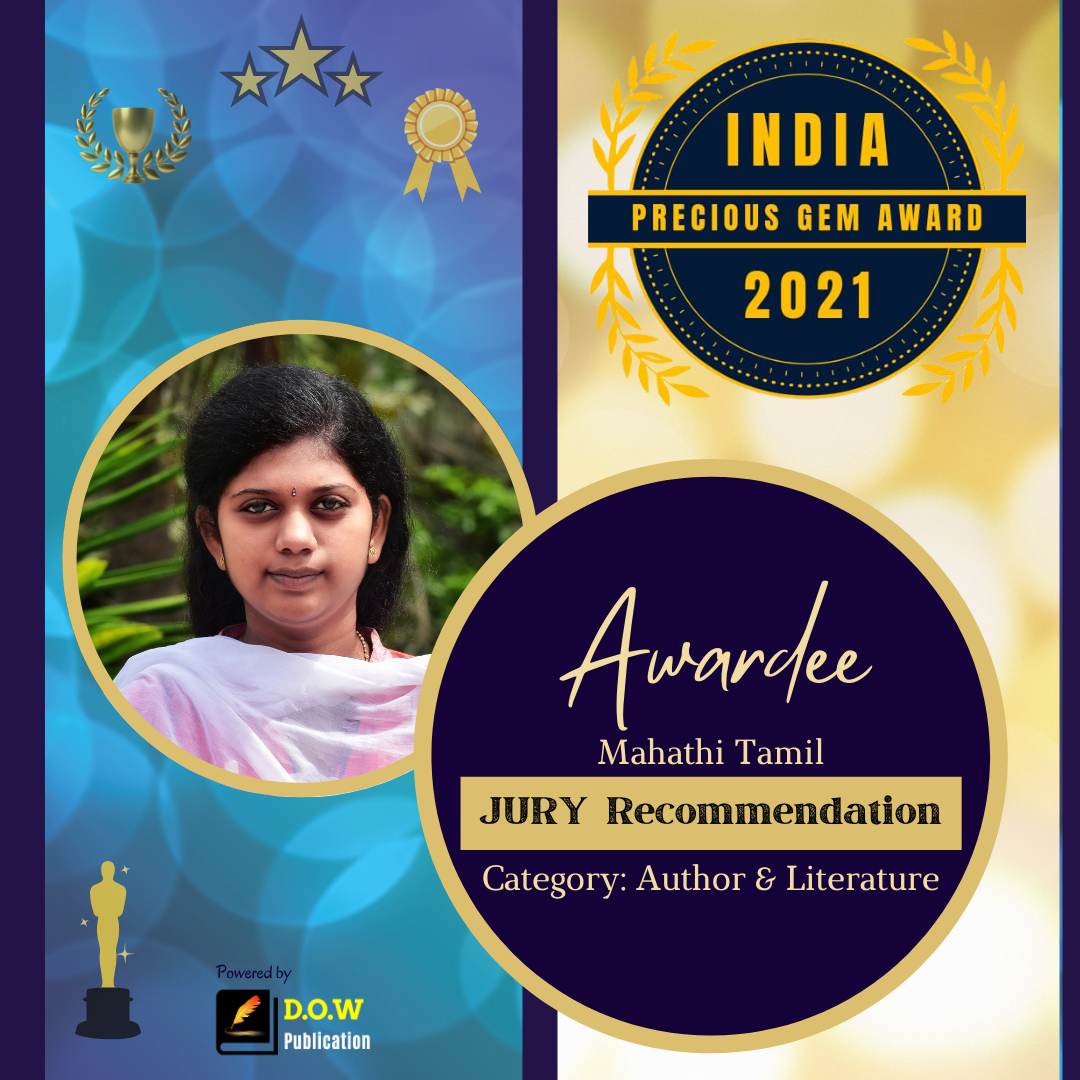 INDIA
PRECIOUS GEM AWARD
2021
Awardee
Mahathi Tamil
JURY Recommendation
Category: Author & Literature
Powered by
D.O.W
Publication